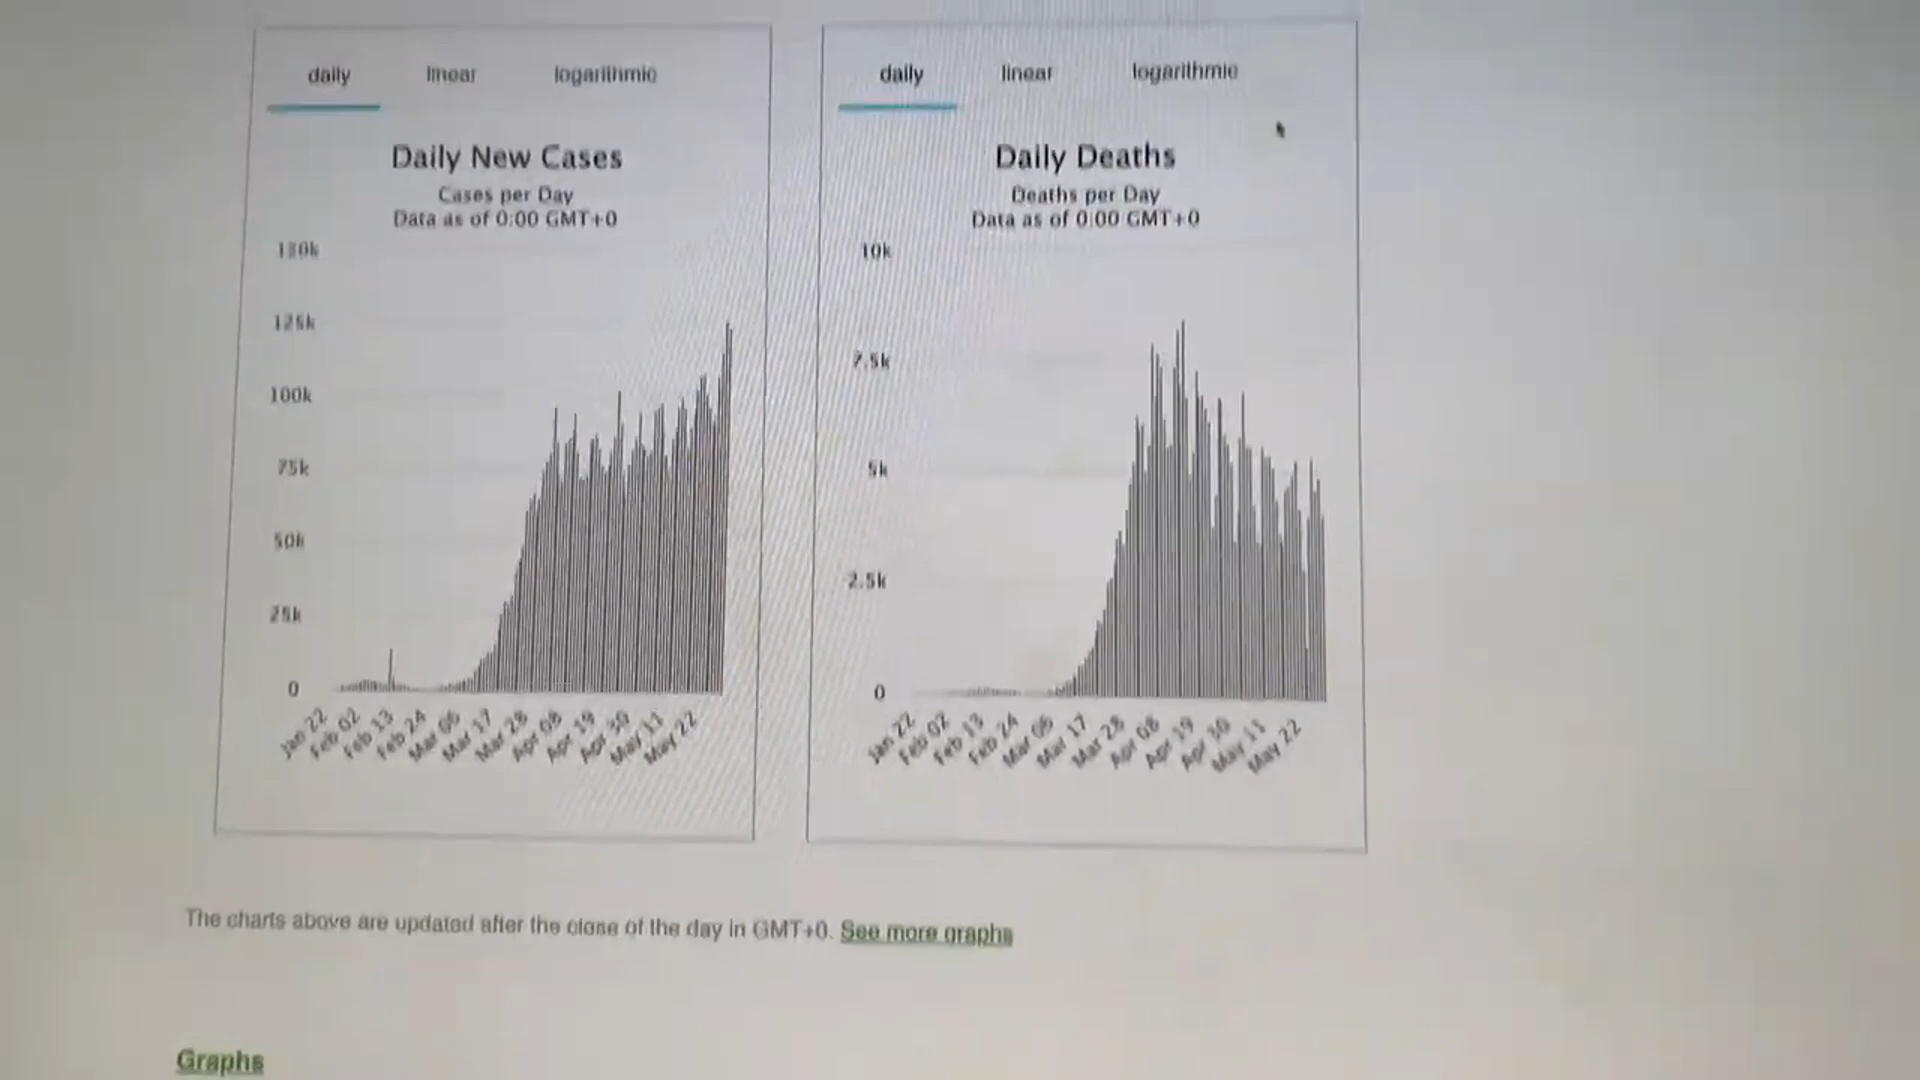 daily linear logarithmic
Daily New Cases
Cases per Day
Data as of 0:00 GMT+0
125k
100k
75k
50k
25k
0
Jan 22
Feb 02
Feb 13
Feb 24
Mar 06
Mar 17
Mar 28
Apr 08
Apr 19
Apr 30
May 11
May 22
daily linear logarithmic
Daily Deaths
Deaths per Day
Data as of 0:00 GMT+0
10k
7.5k
5k
2.5k
0
Jan 22
Feb 02
Feb 13
Feb 24
Mar 06
Mar 17
Mar 28
Apr 08
Apr 19
Apr 30
May 11
May 22
The charts above are updated after the close of the day in GMT+0. See more graphs
Graphs